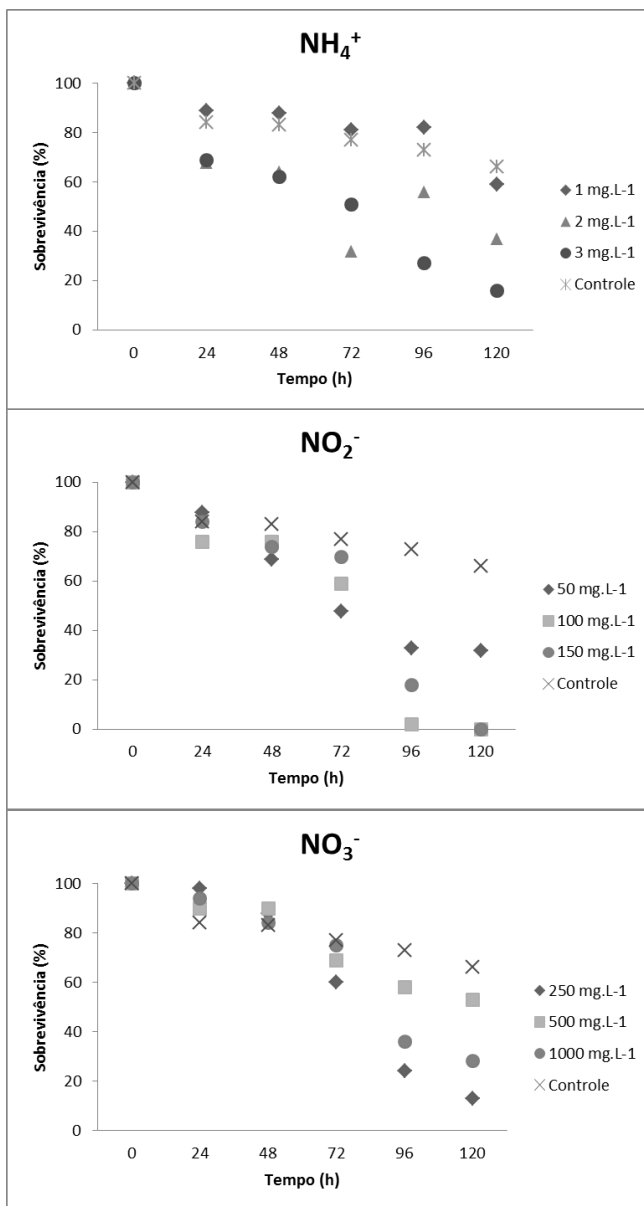 NH₄⁺
Sobrevivência (%)
100
80
60
40
20
0
0 24 48 72 96 120
Tempo (h)
1 mg.L-1
2 mg.L-1
3 mg.L-1
Controle
NO₂⁻
Sobrevivência (%)
100
80
60
40
20
0
0 24 48 72 96 120
Tempo (h)
50 mg.L-1
100 mg.L-1
150 mg.L-1
Controle
NO₃⁻
Sobrevivência (%)
100
80
60
40
20
0
0 24 48 72 96 120
Tempo (h)
250 mg.L-1
500 mg.L-1
1000 mg.L-1
Controle